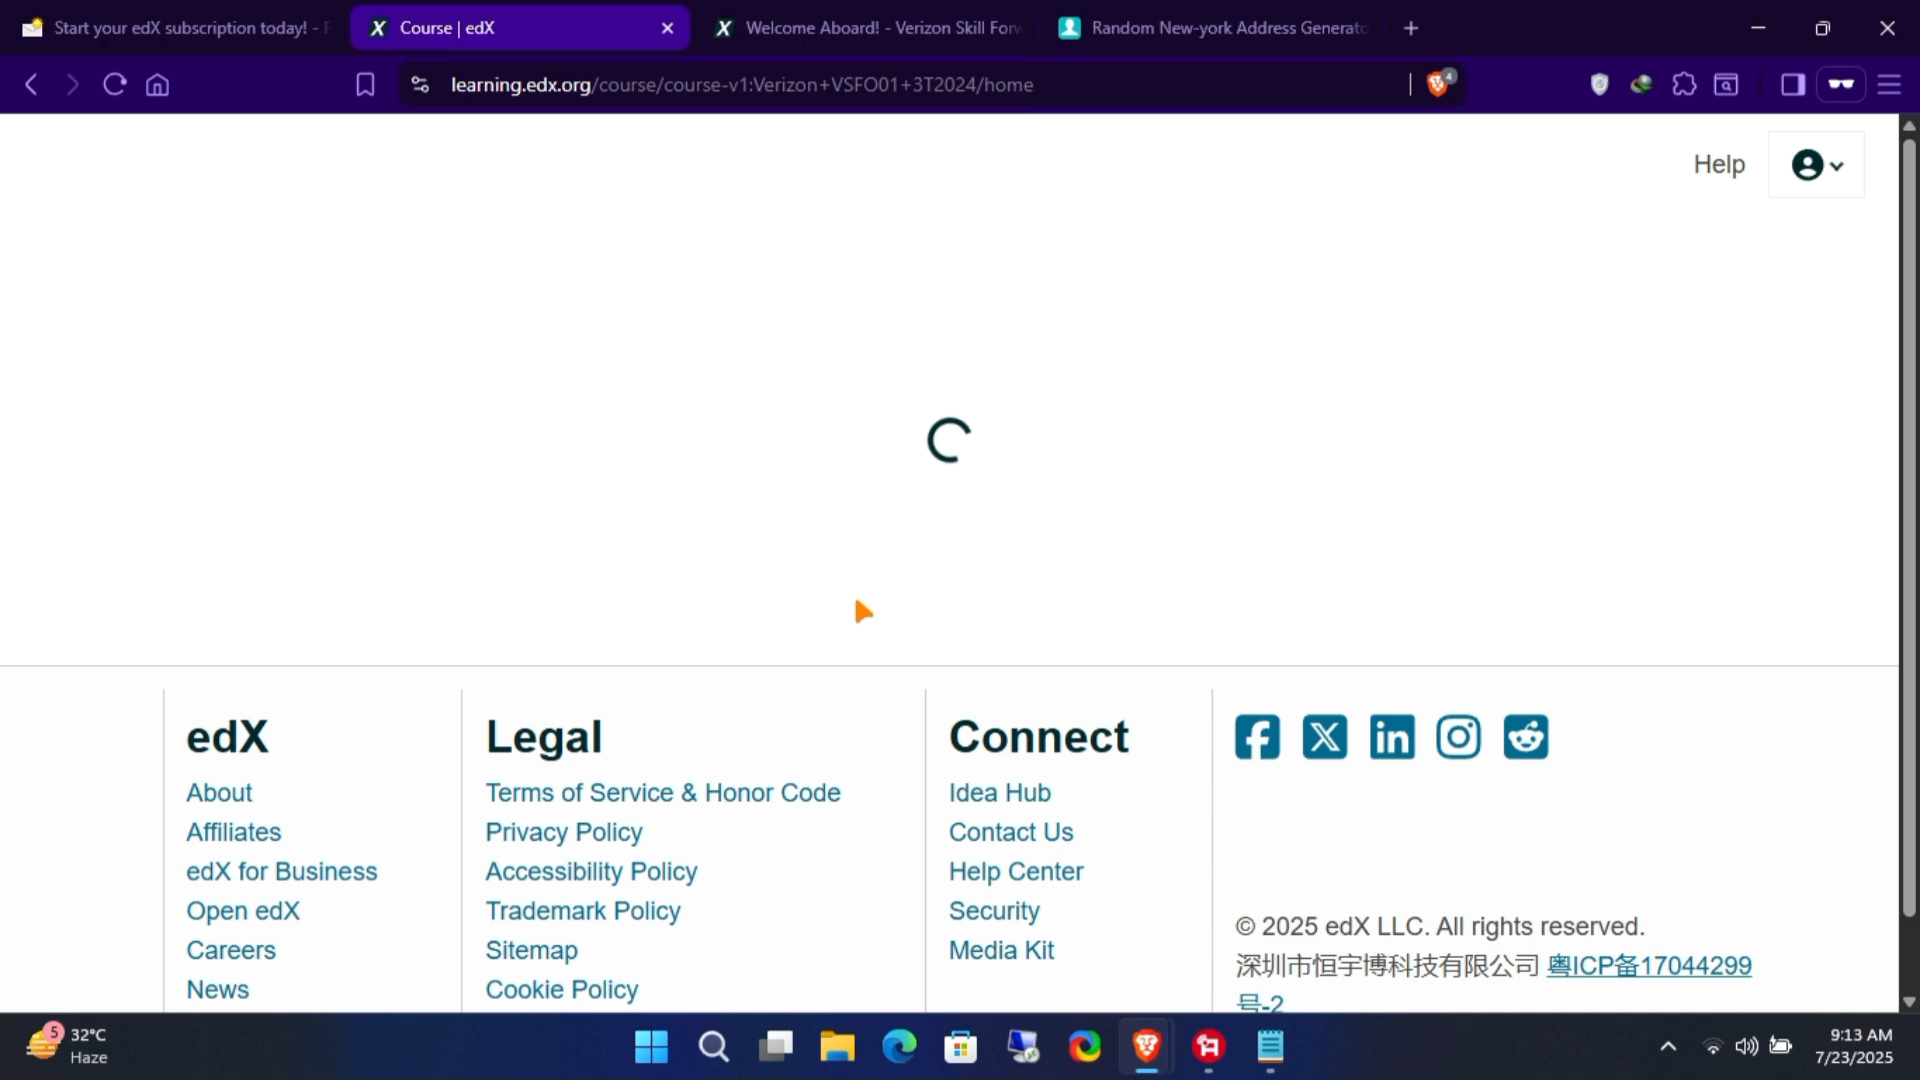 Start your edX subscription today! -
Course | edX
Welcome Aboard! - Verizon Skill Forw
Random New-york Address Generato
learning.edx.org/course/course-v1:Verizon+VSFO01+3T2024/home
4
Help
edX
About
Affiliates
edX for Business
Open edX
Careers
News
Legal
Terms of Service & Honor Code
Privacy Policy
Accessibility Policy
Trademark Policy
Sitemap
Cookie Policy
Connect
Idea Hub
Contact Us
Help Center
Security
Media Kit
© 2025 edX LLC. All rights reserved.
深圳市恒宇博科技有限公司 粤ICP备17044299
号-2
5
32°C
Haze
9:13 AM
7/23/2025